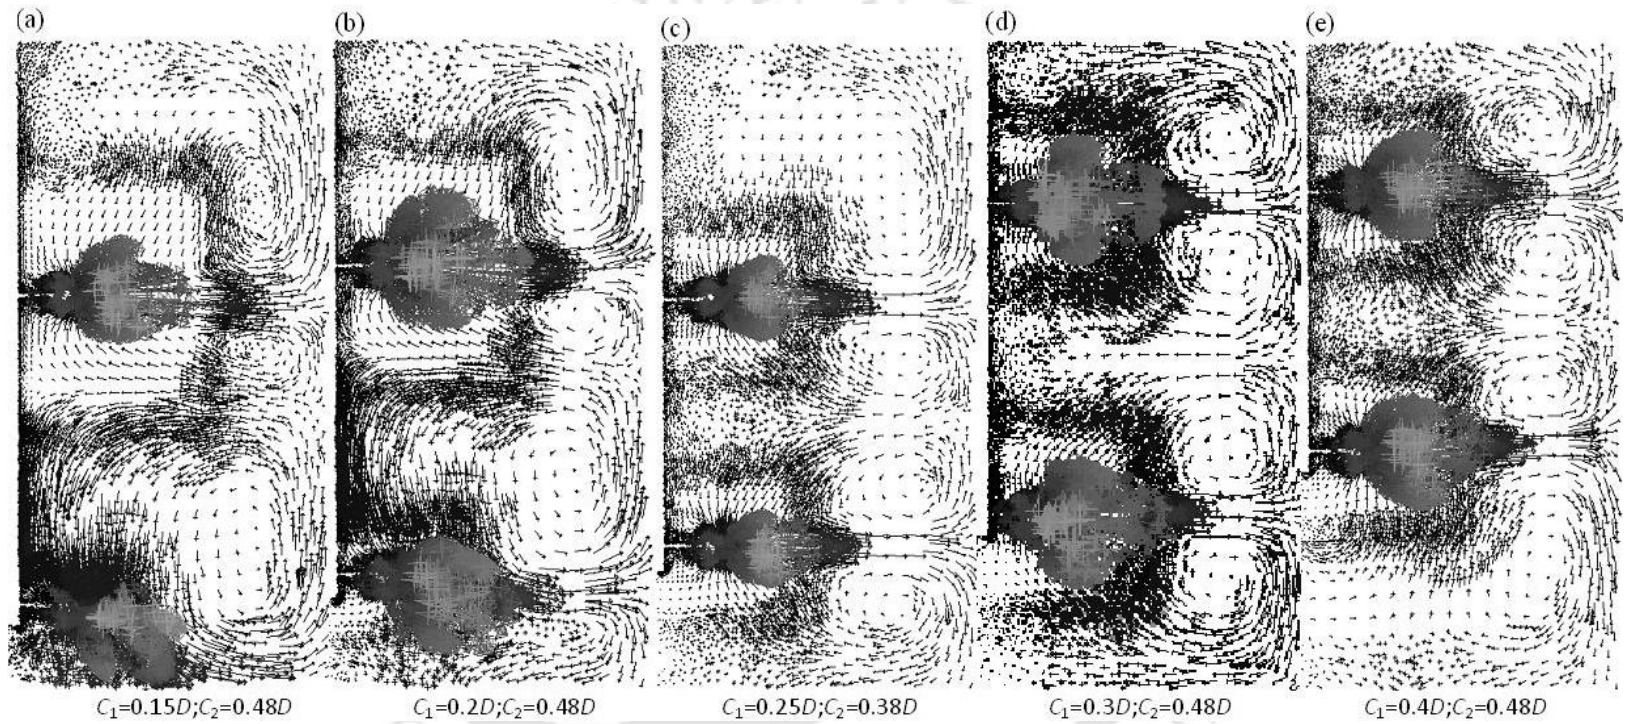 (a) (b) (c) (d) (e)
C₁=0.15D;C₂=0.48D C₁=0.2D;C₂=0.48D C₁=0.25D;C₂=0.38D C₁=0.3D;C₂=0.48D C₁=0.4D;C₂=0.48D